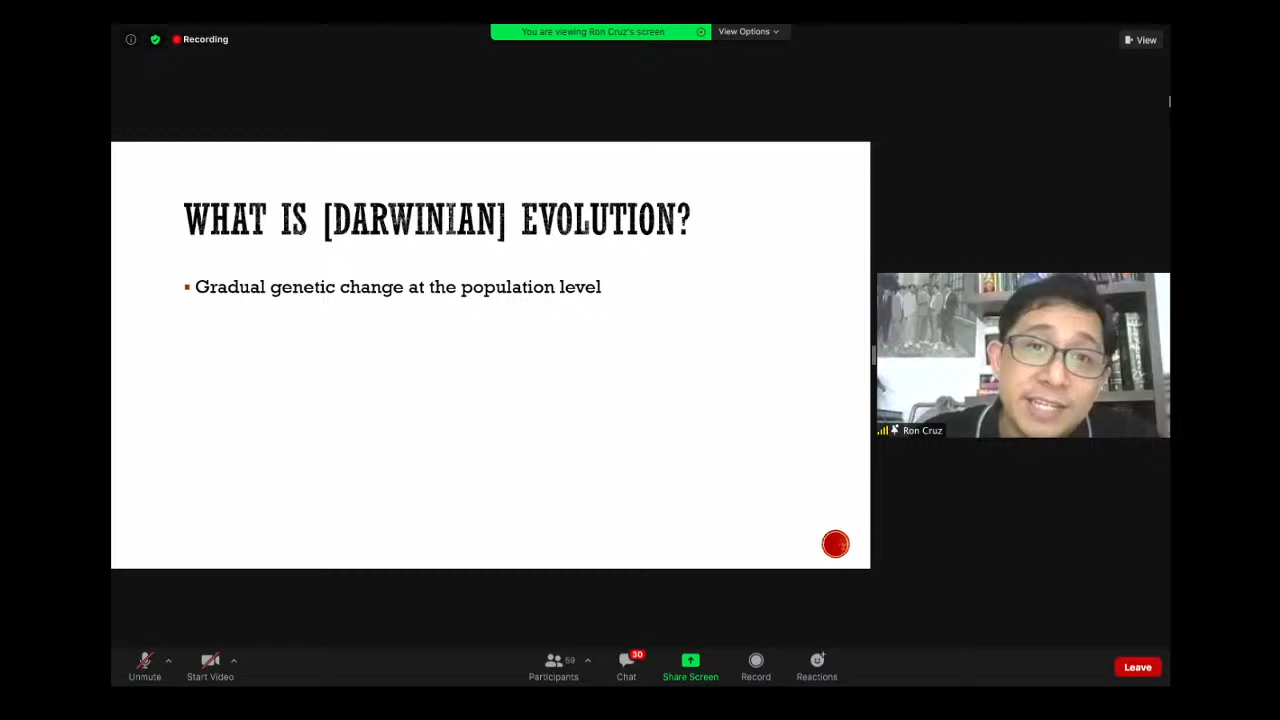 Recording
You are viewing Ron Cruz's screen
View Options
View
WHAT IS [DARWINIAN] EVOLUTION?
Gradual genetic change at the population level
Ron Cruz
Unmute
Start Video
59
Participants
30
Chat
Share Screen
Record
Reactions
Leave